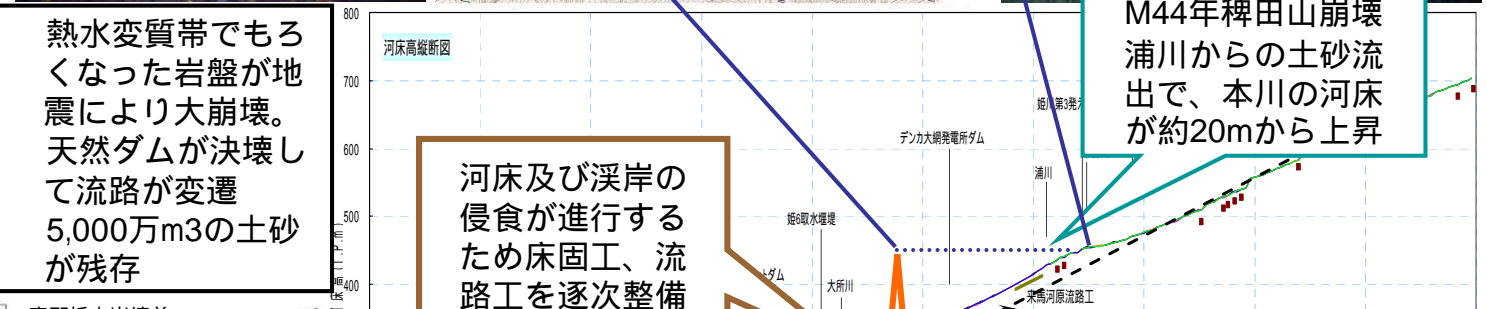 熱水変質帯でもろ
くなった岩盤が地
震により大崩壊。
天然ダムが決壊し
て流路が変遷
5,000万m3の土砂
が残存
800
河床高縦断図
700
600
500
400
河床及び渓岸の
侵食が進行する
ため床固工、流
路工を逐次整備
M44年稗田山崩壊
浦川からの土砂流
出で、本川の河床
が約20mから上昇
姫川第3発
デンカ大網発電所ダム
浦川
姫6取水堰堤
ダム
大所川
来馬河原流路工